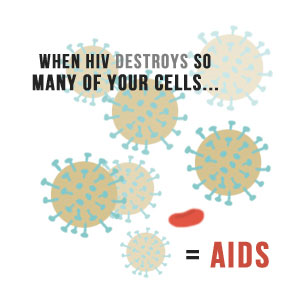 WHEN HIV DESTROYS SO
MANY OF YOUR CELLS...
= AIDS